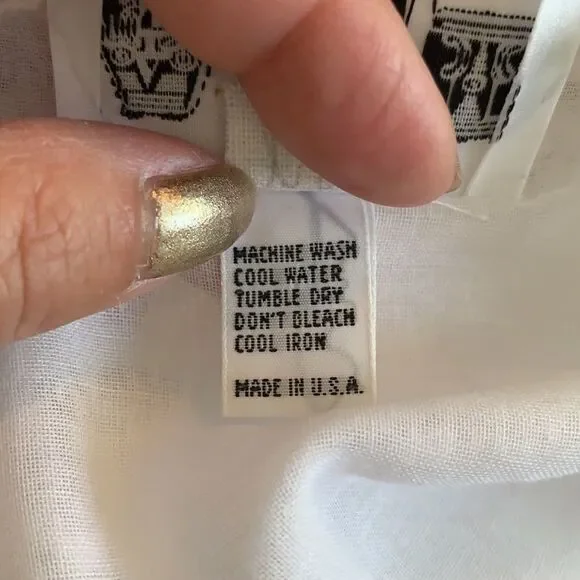 MACHINE WASH
COOL WATER
TUMBLE DRY
DON'T BLEACH
COOL IRON
MADE IN U.S.A.